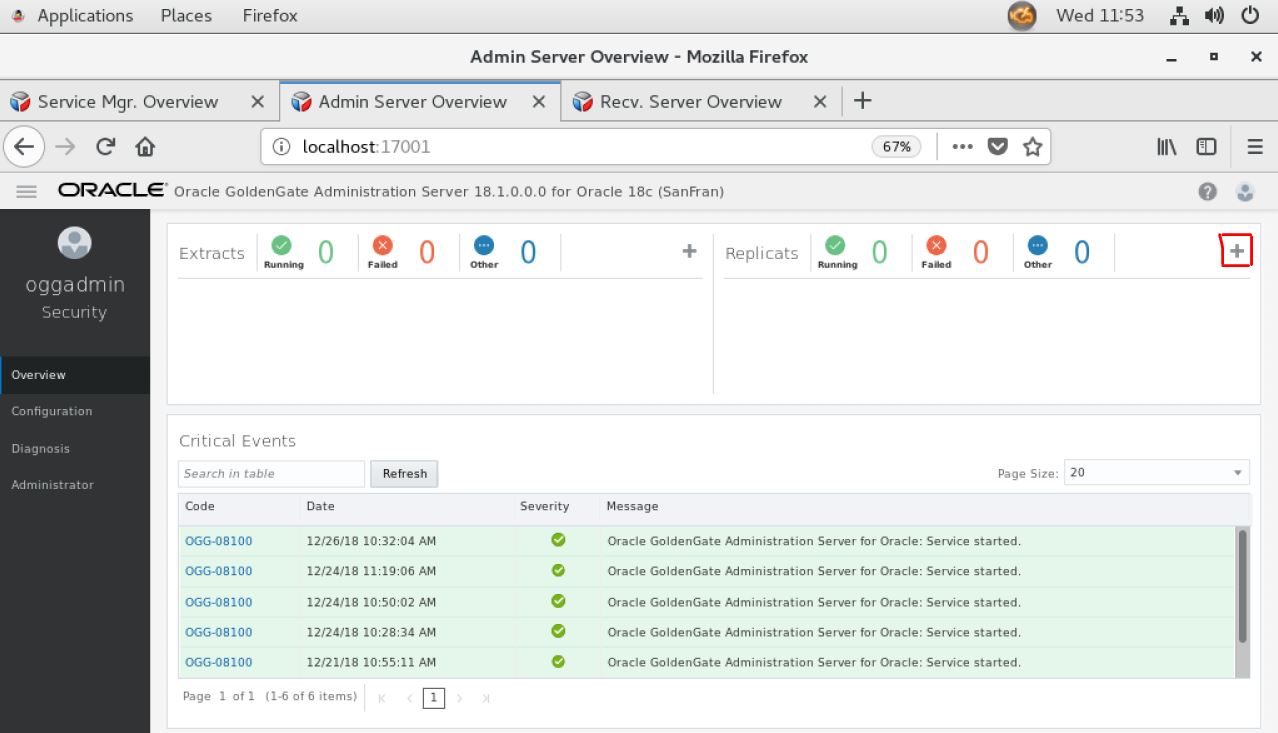 Applications Places Firefox Wed 11:53
Admin Server Overview - Mozilla Firefox
Service Mgr. Overview Admin Server Overview Recv. Server Overview
localhost:17001 67%
ORACLE Oracle GoldenGate Administration Server 18.1.0.0.0 for Oracle 18c (SanFran)
oggadmin
Security
Overview
Configuration
Diagnosis
Administrator
Extracts Running 0 Failed 0 Other 0 Replicats Running 0 Failed 0 Other 0
Critical Events
Search in table Refresh Page Size: 20
Code Date Severity Message
OGG-08100 12/26/18 10:32:04 AM Oracle GoldenGate Administration Server for Oracle: Service started.
OGG-08100 12/24/18 11:19:06 AM Oracle GoldenGate Administration Server for Oracle: Service started.
OGG-08100 12/24/18 10:50:02 AM Oracle GoldenGate Administration Server for Oracle: Service started.
OGG-08100 12/24/18 10:28:34 AM Oracle GoldenGate Administration Server for Oracle: Service started.
OGG-08100 12/21/18 10:55:11 AM Oracle GoldenGate Administration Server for Oracle: Service started.
Page 1 of 1 (1-6 of 6 items) 1